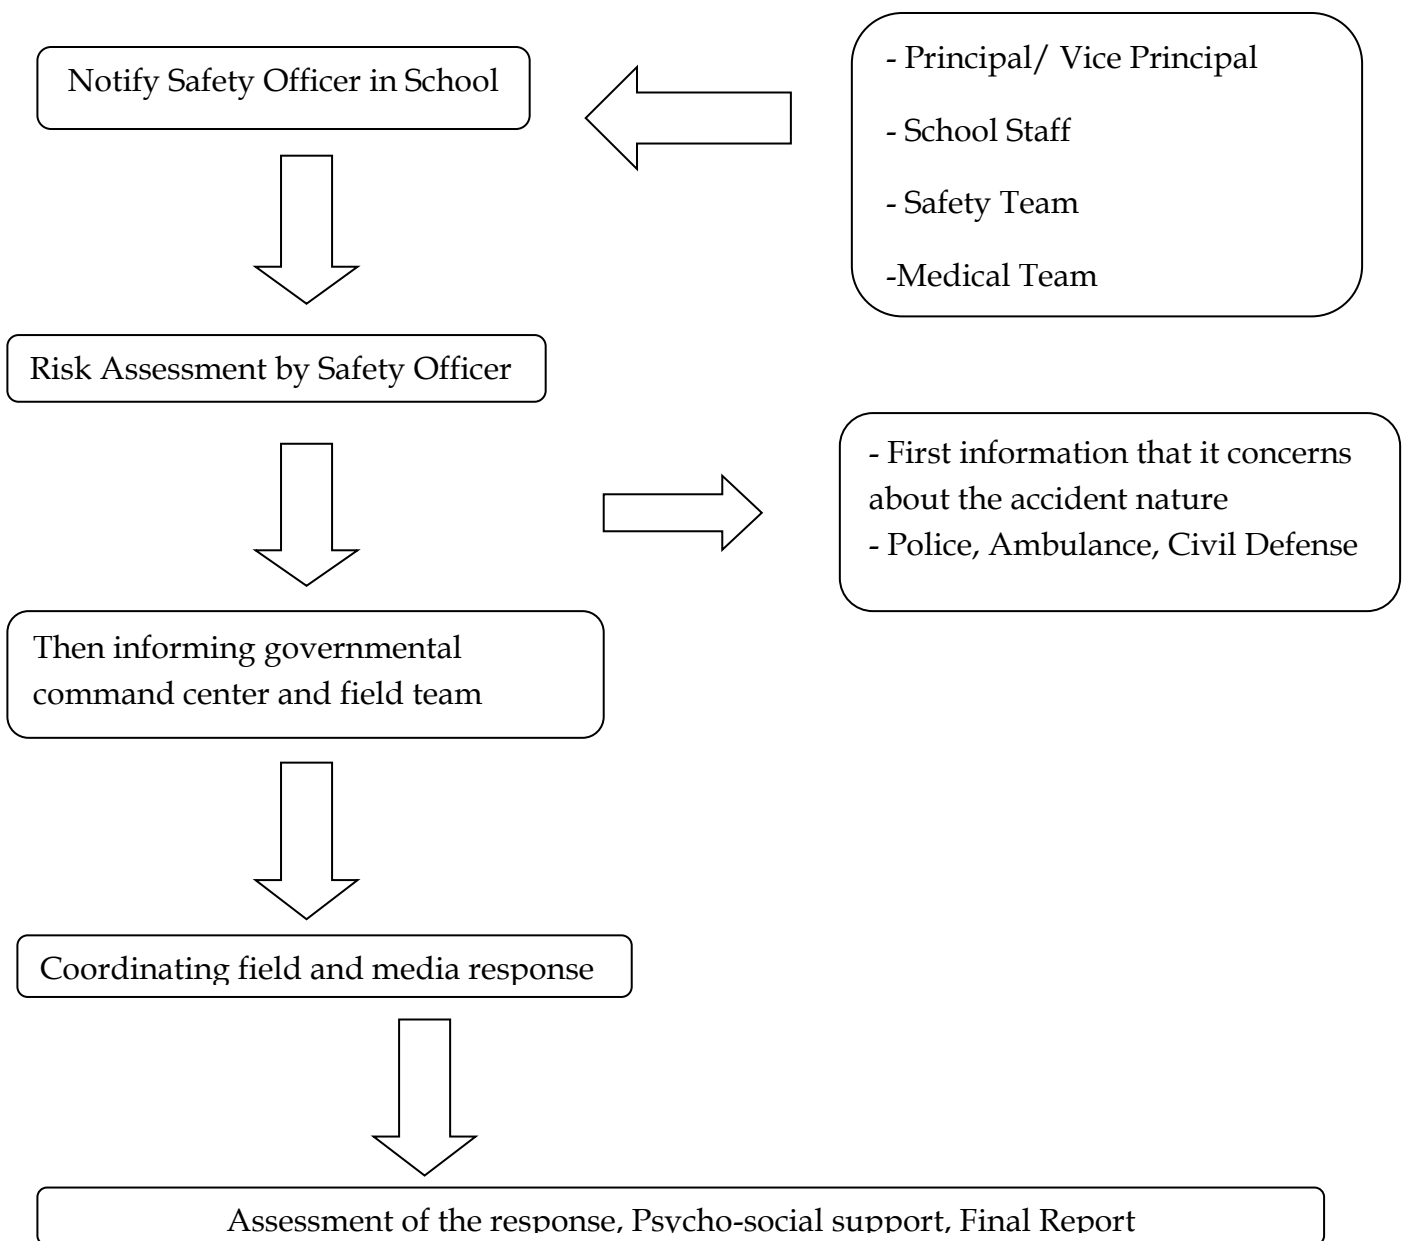 Notify Safety Officer in School
- Principal/ Vice Principal
- School Staff
- Safety Team
-Medical Team
Risk Assessment by Safety Officer
- First information that it concerns
about the accident nature
- Police, Ambulance, Civil Defense
Then informing governmental
command center and field team
Coordinating field and media response
Assessment of the response, Psycho-social support, Final Report